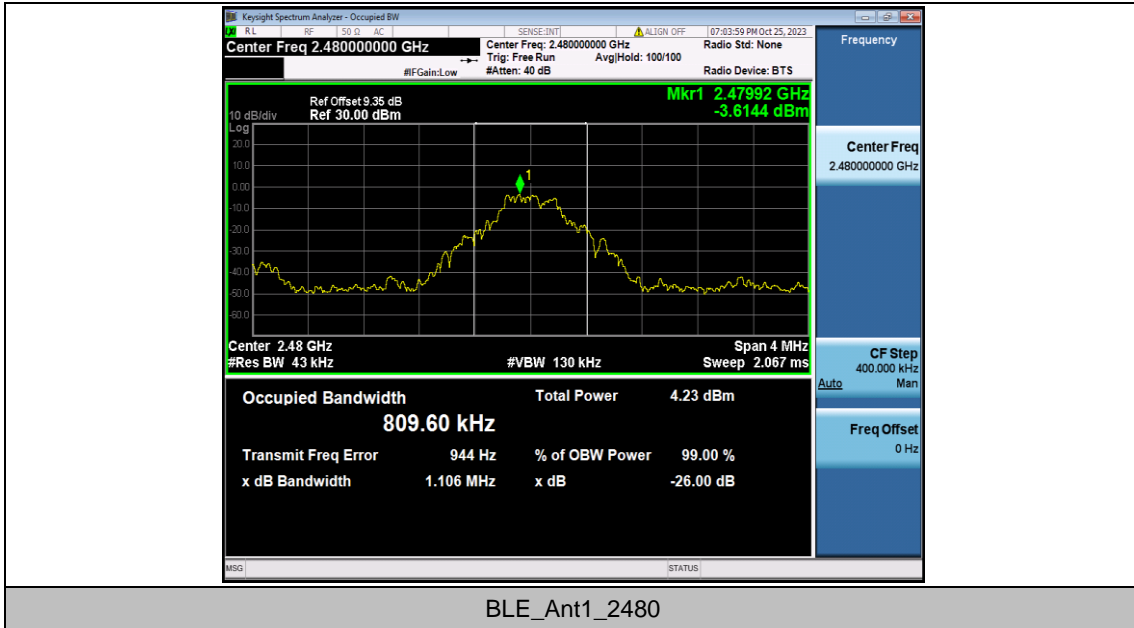 Keysight Spectrum Analyzer - Occupied BW
RL RF 50 Ω AC SENSE:INT ALIGN OFF 07:03:59 PM Oct 25, 2023
Center Freq 2.480000000 GHz
Center Freq: 2.480000000 GHz
Radio Std: None
Trig: Free Run Avg|Hold: 100/100
#IFGain:Low #Atten: 40 dB Radio Device: BTS
Frequency
Mkr1 2.47992 GHz
-3.6144 dBm
Ref Offset 9.35 dB
10 dB/div Ref 30.00 dBm
Log
20.0
10.0
0.00
-10.0
-20.0
-30.0
-40.0
-50.0
-60.0
1
Center 2.48 GHz Span 4 MHz
#Res BW 43 kHz #VBW 130 kHz Sweep 2.067 ms
Occupied Bandwidth Total Power 4.23 dBm
809.60 kHz
Transmit Freq Error 944 Hz % of OBW Power 99.00 %
x dB Bandwidth 1.106 MHz x dB -26.00 dB
Center Freq
2.480000000 GHz
CF Step
400.000 kHz
Auto Man
Freq Offset
0 Hz
MSG STATUS
BLE_Ant1_2480